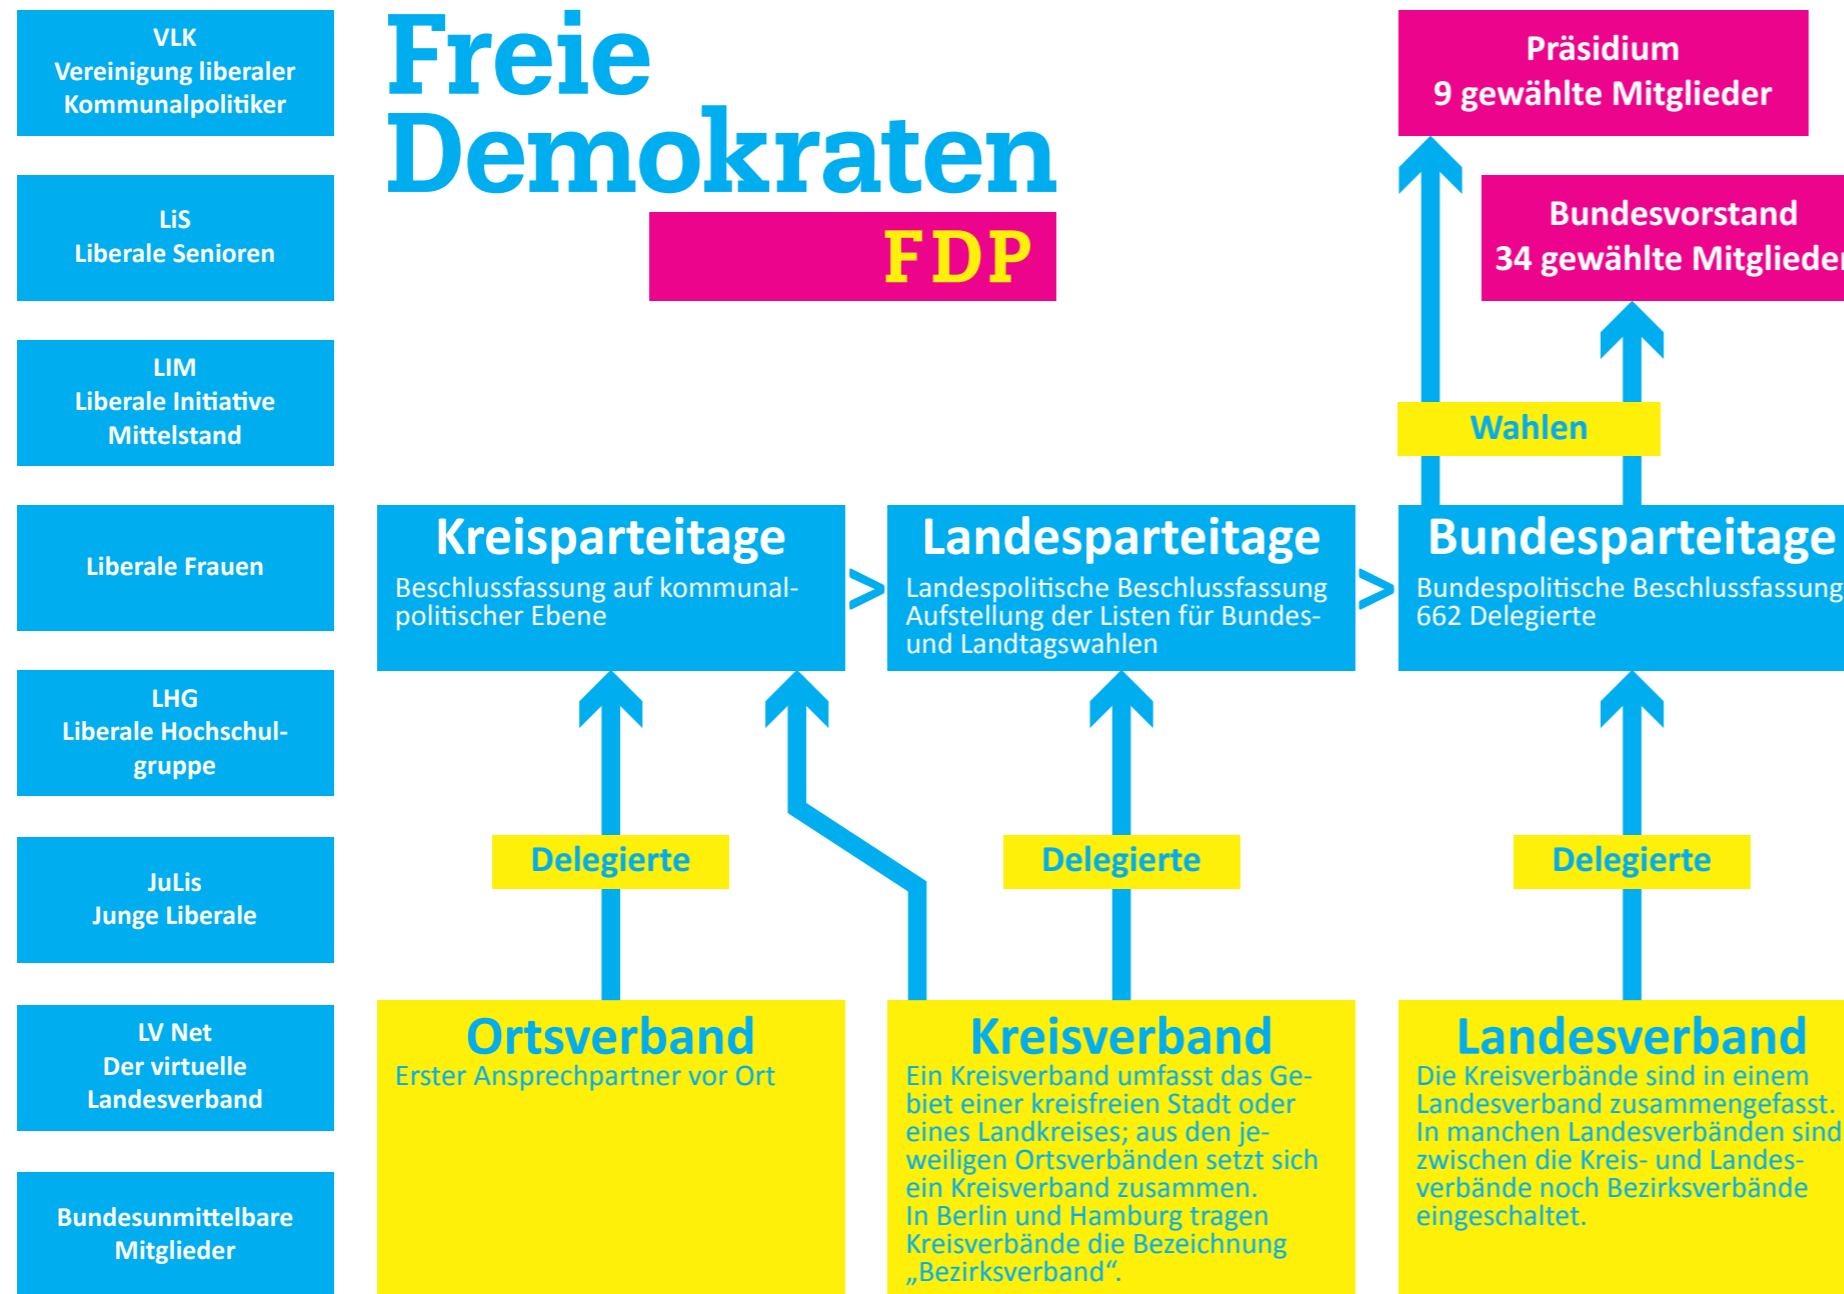 VLK
Vereinigung liberaler
Kommunalpolitiker
LiS
Liberale Senioren
LIM
Liberale Initiative
Mittelstand
Liberale Frauen
LHG
Liberale Hochschul-
gruppe
JuLis
Junge Liberale
LV Net
Der virtuelle
Landesverband
Bundesunmittelbare
Mitglieder
Freie
Demokraten
FDP
Präsidium
9 gewählte Mitglieder
Bundesvorstand
34 gewählte Mitglieder
Wahlen
Kreisparteitage
Beschlussfassung auf kommunal-
politischer Ebene
>
Landesparteitage
Landespolitische Beschlussfassung
Aufstellung der Listen für Bundes-
und Landtagswahlen
>
Bundesparteitage
Bundespolitische Beschlussfassung
662 Delegierte
Delegierte
Delegierte
Delegierte
Ortsverband
Erster Ansprechpartner vor Ort
Kreisverband
Ein Kreisverband umfasst das Ge-
biet einer kreisfreien Stadt oder
eines Landkreises; aus den je-
weiligen Ortsverbänden setzt sich
ein Kreisverband zusammen.
In Berlin und Hamburg tragen
Kreisverbände die Bezeichnung
„Bezirksverband“.
Landesverband
Die Kreisverbände sind in einem
Landesverband zusammengefasst.
In manchen Landesverbänden sind
zwischen die Kreis- und Landes-
verbände noch Bezirksverbände
eingeschaltet.